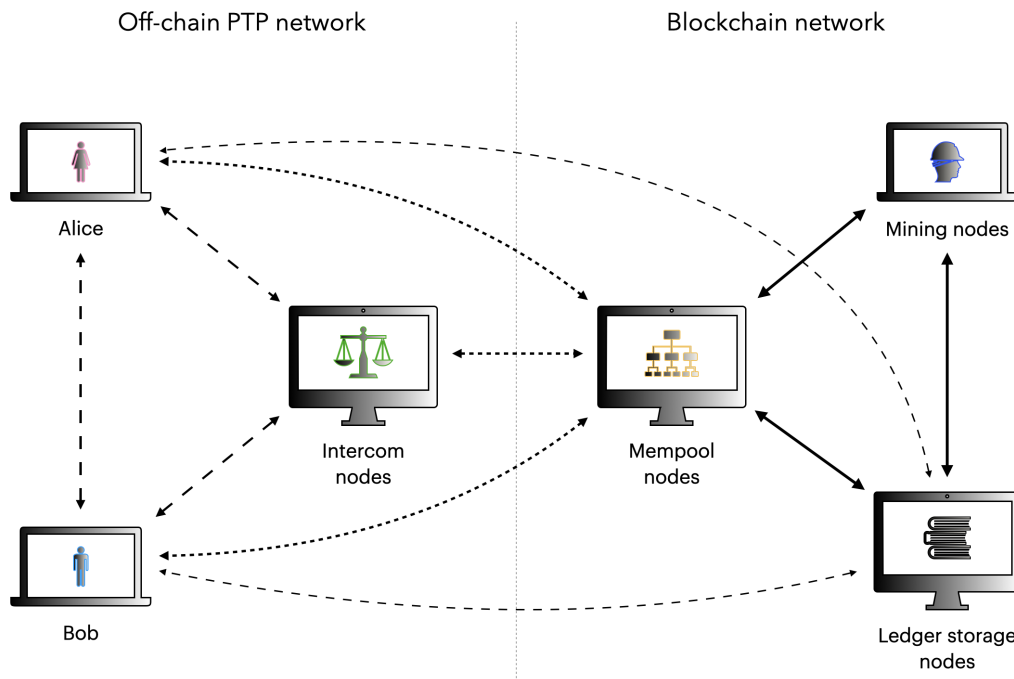 Off-chain PTP network
Blockchain network
Alice
Mining nodes
Intercom
nodes
Mempool
nodes
Bob
Ledger storage
nodes